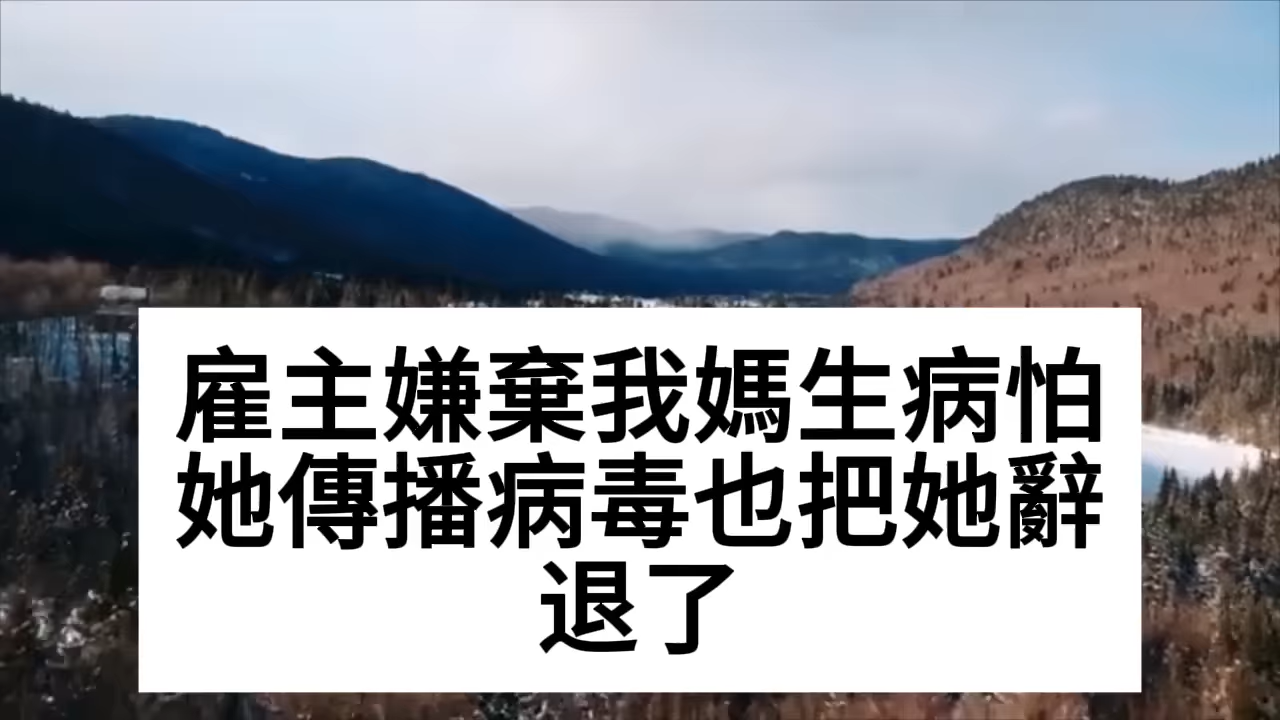 雇主嫌棄我媽生病怕
她傳播病毒也把她辭
退了